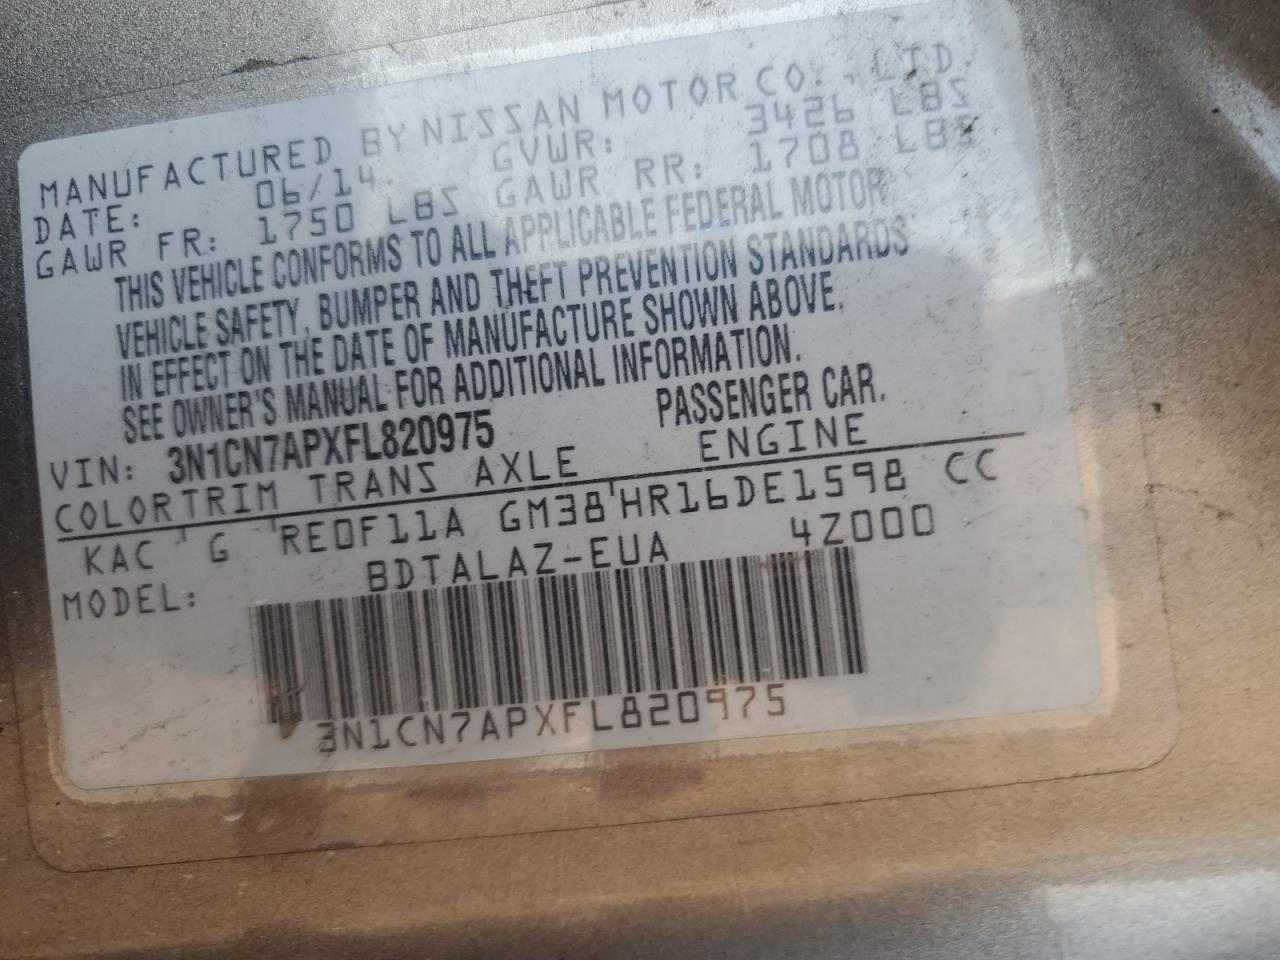 MANUFACTURED BY NISSAN MOTOR CO., LTD.
DATE: 06/14 GVWR: 3426 LBS
GAWR FR: 1750 LBS GAWR RR: 1708 LBS
THIS VEHICLE CONFORMS TO ALL APPLICABLE FEDERAL MOTOR
VEHICLE SAFETY, BUMPER AND THEFT PREVENTION STANDARDS
IN EFFECT ON THE DATE OF MANUFACTURE SHOWN ABOVE.
SEE OWNER'S MANUAL FOR ADDITIONAL INFORMATION.
VIN: 3N1CN7APXFL820975 PASSENGER CAR.
COLOR TRIM TRANS AXLE ENGINE
KAC G RE0F11A GM38 HR16DE1598 CC
MODEL: BDTALAZ-EUA 4Z000
3N1CN7APXFL820975